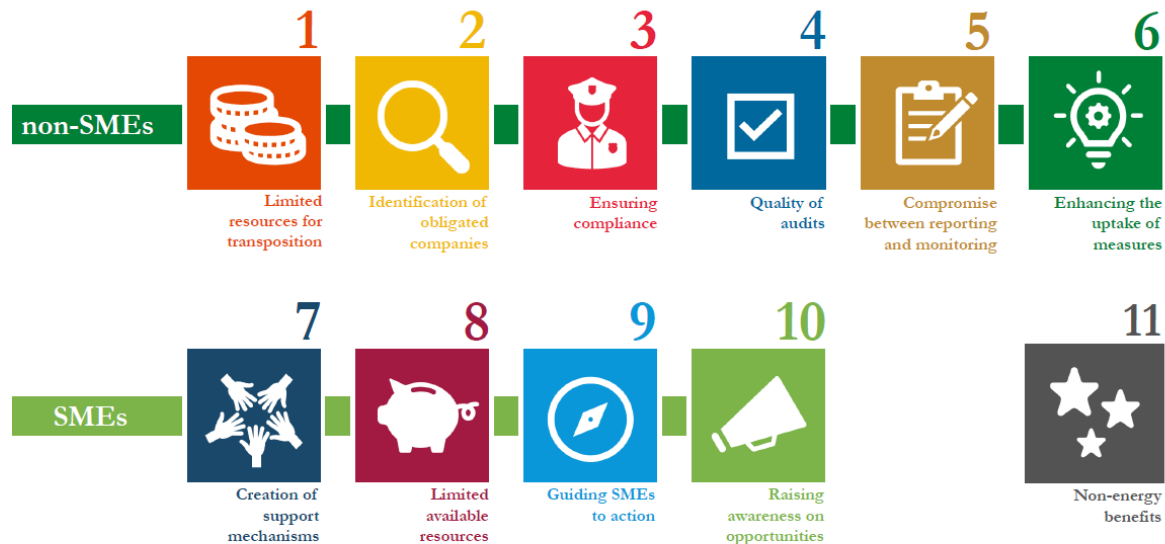 1
2
3
4
5
6
non-SMEs
Limited
resources for
transposition
Identification of
obligated
companies
Ensuring
compliance
Quality of
audits
Compromise
between reporting
and monitoring
Enhancing the
uptake of
measures
7
8
9
10
11
SMEs
Creation of
support
mechanisms
Limited
available
resources
Guiding SMEs
to action
Raising
awareness on
opportunities
Non-energy
benefits